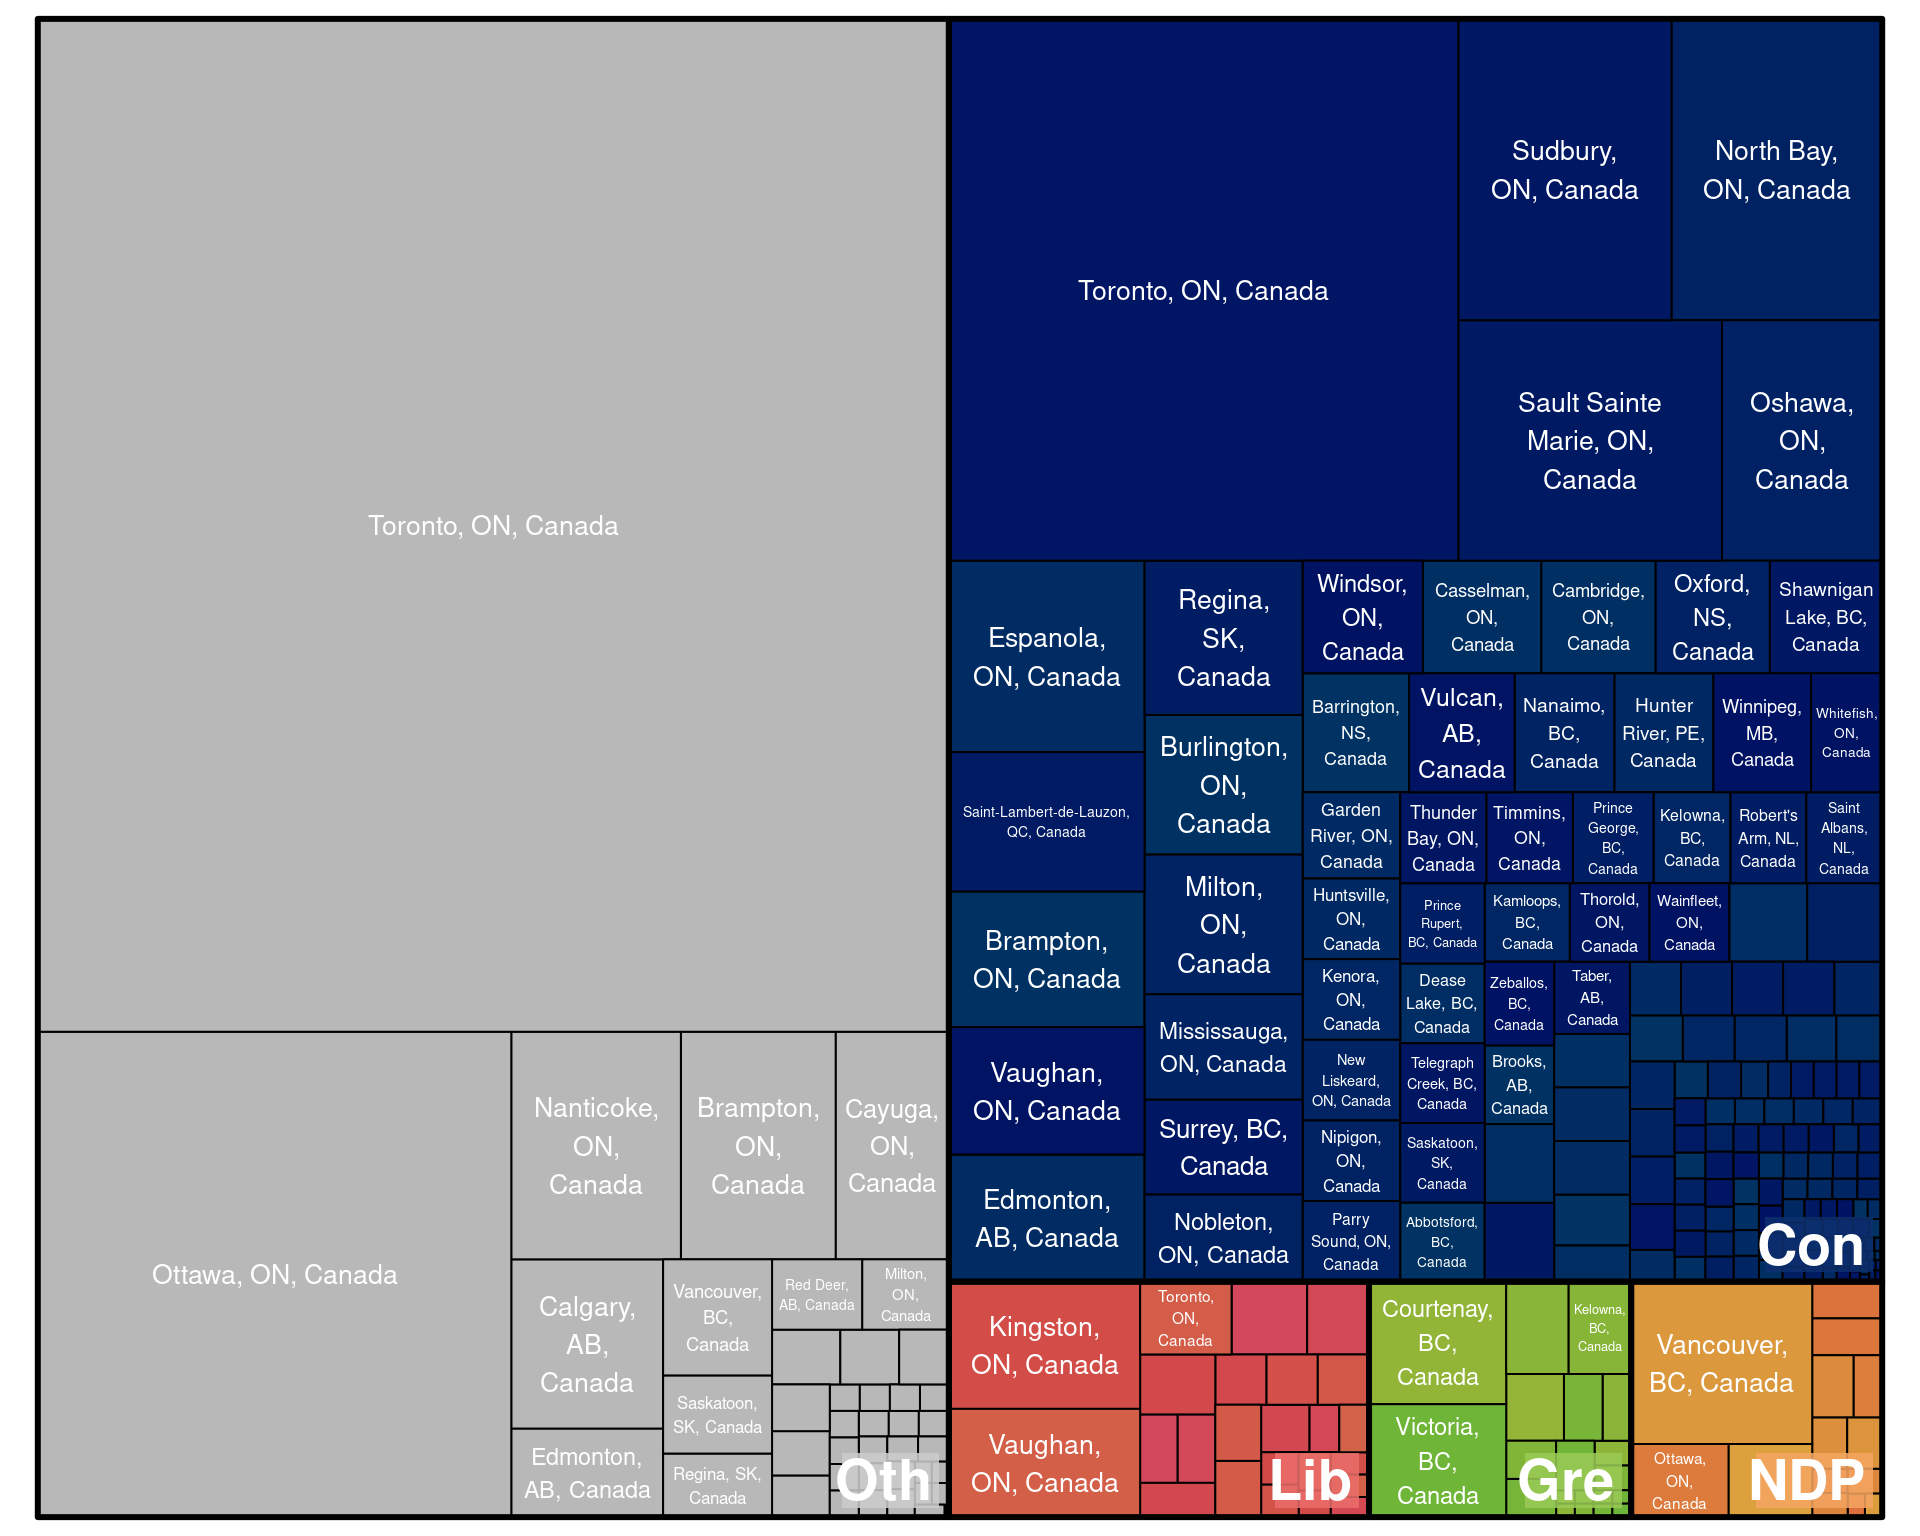 Toronto, ON, Canada
Ottawa, ON, Canada
Nanticoke,
ON,
Canada
Brampton,
ON,
Canada
Cayuga,
ON,
Canada
Calgary,
AB,
Canada
Edmonton,
AB, Canada
Vancouver,
BC,
Canada
Saskatoon,
SK, Canada
Regina, SK,
Canada
Red Deer,
AB, Canada
Milton,
ON,
Canada
Oth
Toronto, ON, Canada
Sudbury,
ON, Canada
North Bay,
ON, Canada
Sault Sainte
Marie, ON,
Canada
Oshawa,
ON,
Canada
Espanola,
ON, Canada
Saint-Lambert-de-Lauzon,
QC, Canada
Brampton,
ON, Canada
Vaughan,
ON, Canada
Edmonton,
AB, Canada
Regina,
SK,
Canada
Burlington,
ON,
Canada
Milton,
ON,
Canada
Mississauga,
ON, Canada
Surrey, BC,
Canada
Nobleton,
ON, Canada
Windsor,
ON,
Canada
Casselman,
ON,
Canada
Cambridge,
ON,
Canada
Oxford,
NS,
Canada
Shawnigan
Lake, BC,
Canada
Barrington,
NS,
Canada
Vulcan,
AB,
Canada
Nanaimo,
BC,
Canada
Hunter
River, PE,
Canada
Winnipeg,
MB,
Canada
Whitefish,
ON,
Canada
Garden
River, ON,
Canada
Huntsville,
ON,
Canada
Kenora,
ON,
Canada
New
Liskeard,
ON, Canada
Nipigon,
ON,
Canada
Parry
Sound, ON,
Canada
Thunder
Bay, ON,
Canada
Timmins,
ON,
Canada
Prince
George,
BC,
Canada
Kelowna,
BC,
Canada
Robert's
Arm, NL,
Canada
Saint
Albans,
NL,
Canada
Prince
Rupert,
BC, Canada
Kamloops,
BC,
Canada
Thorold,
ON,
Canada
Wainfleet,
ON,
Canada
Dease
Lake, BC,
Canada
Telegraph
Creek, BC,
Canada
Saskatoon,
SK,
Canada
Abbotsford,
BC,
Canada
Zeballos,
BC,
Canada
Brooks,
AB,
Canada
Taber,
AB,
Canada
Con
Kingston,
ON, Canada
Vaughan,
ON, Canada
Toronto,
ON,
Canada
Lib
Courtenay,
BC,
Canada
Victoria,
BC,
Canada
Kelowna,
BC,
Canada
Gre
Vancouver,
BC, Canada
Ottawa,
ON,
Canada
NDP